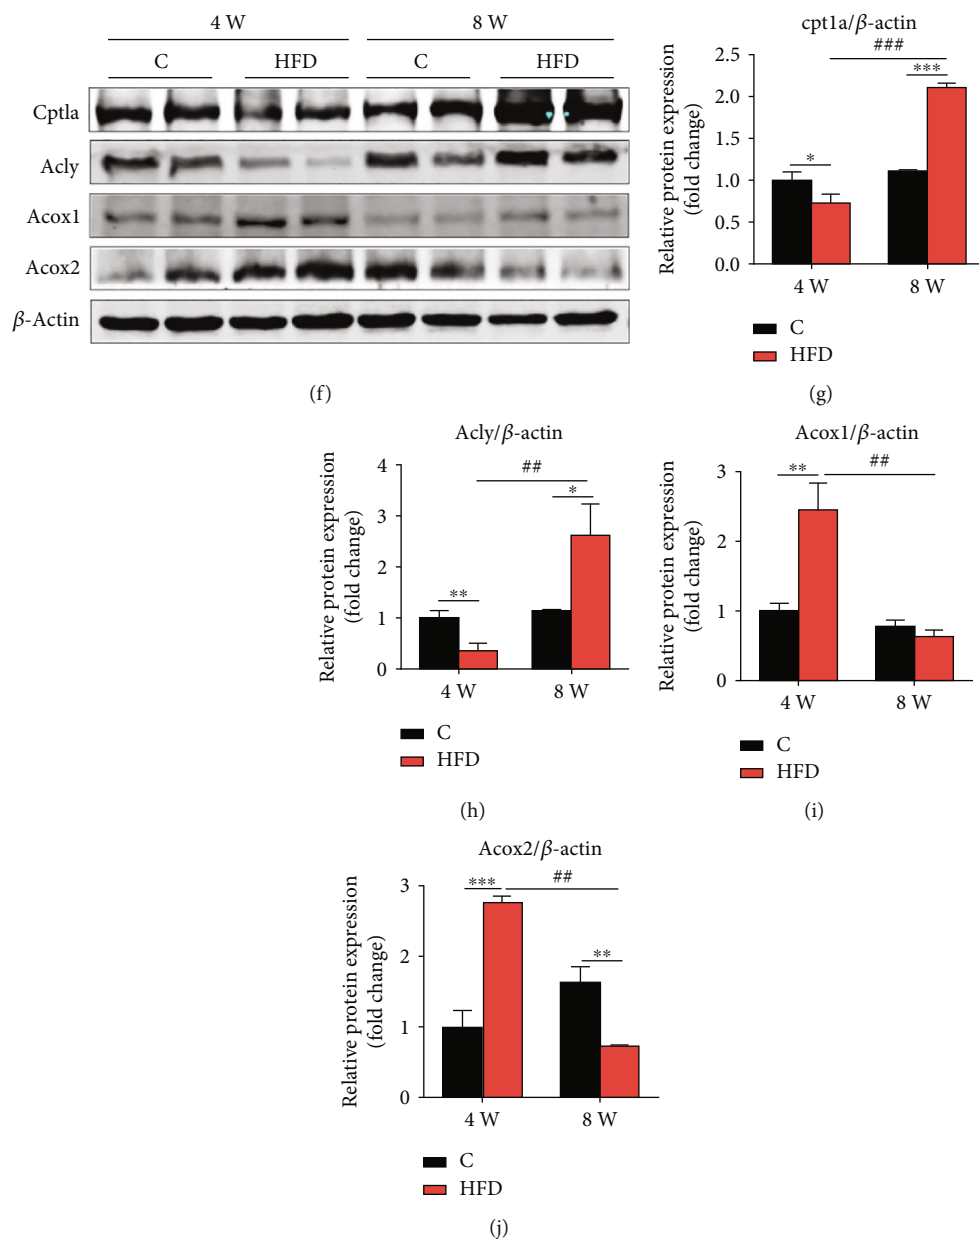 4 W 8 W
C HFD C HFD
Cptla
Acly
Acox1
Acox2
β-Actin
(f)
cpt1a/β-actin
###
***
*
Relative protein expression
(fold change)
2.5
2.0
1.5
1.0
0.5
0.0
4 W 8 W
C
HFD
(g)
Acly/β-actin
##
*
**
Relative protein expression
(fold change)
4
3
2
1
0
4 W 8 W
C
HFD
(h)
Acox1/β-actin
** ##
Relative protein expression
(fold change)
3
2
1
0
4 W 8 W
C
HFD
(i)
Acox2/β-actin
*** ##
**
Relative protein expression
(fold change)
3
2
1
0
4 W 8 W
C
HFD
(j)